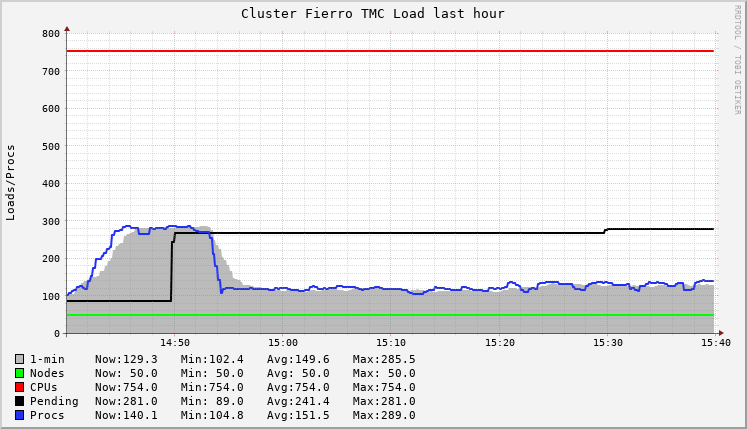 Cluster Fierro TMC Load last hour
RRDTOOL / TOBI OETIKER
Loads/Procs
800
700
600
500
400
300
200
100
0
14:50 15:00 15:10 15:20 15:30 15:40
1-min Now:129.3 Min:102.4 Avg:149.6 Max:285.5
Nodes Now: 50.0 Min: 50.0 Avg: 50.0 Max: 50.0
CPUs Now:754.0 Min:754.0 Avg:754.0 Max:754.0
Pending Now:281.0 Min: 89.0 Avg:241.4 Max:281.0
Procs Now:140.1 Min:104.8 Avg:151.5 Max:289.0